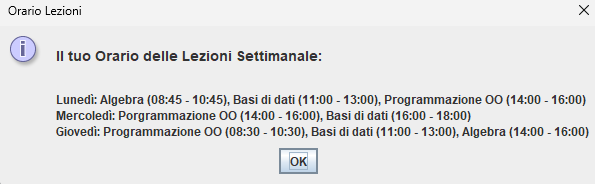 Orario Lezioni
Il tuo Orario delle Lezioni Settimanale:
Lunedì: Algebra (08:45 - 10:45), Basi di dati (11:00 - 13:00), Programmazione OO (14:00 - 16:00)
Mercoledì: Porgrammazione OO (14:00 - 16:00), Basi di dati (16:00 - 18:00)
Giovedì: Programmazione OO (08:30 - 10:30), Basi di dati (11:00 - 13:00), Algebra (14:00 - 16:00)
OK